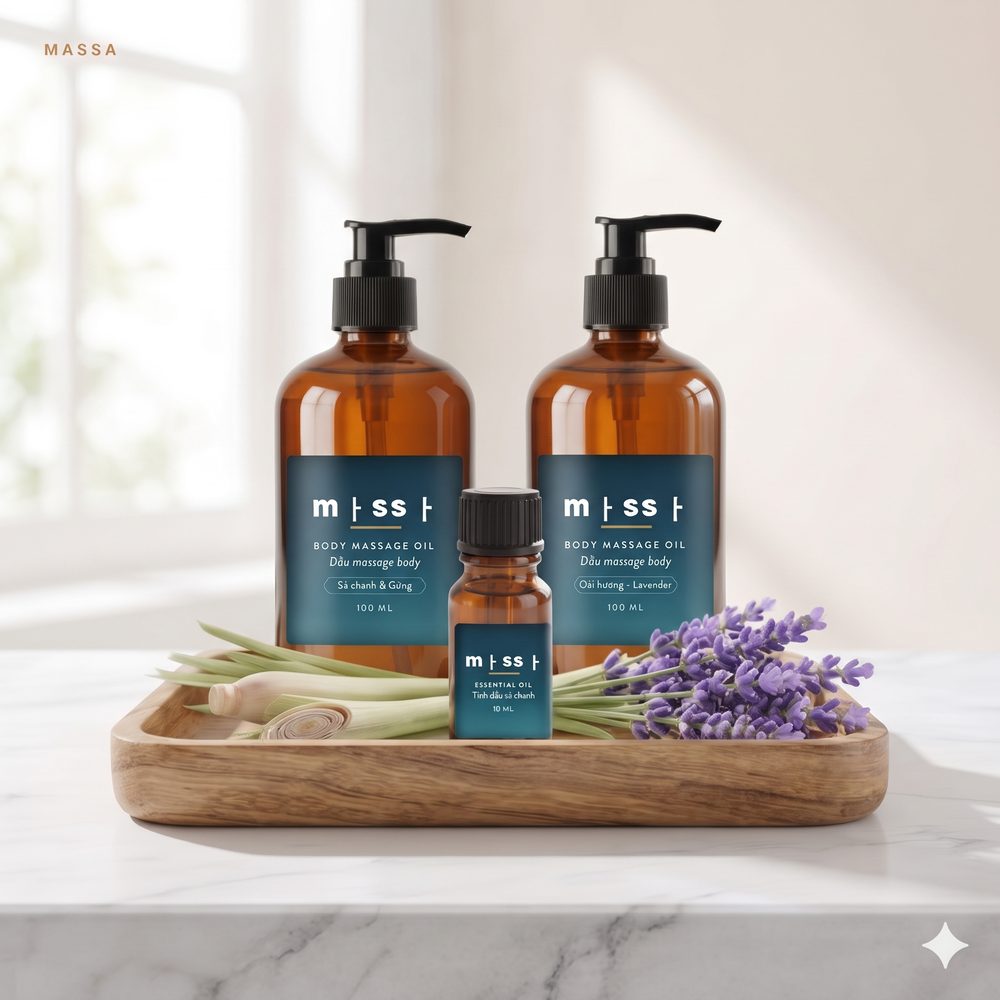 MASSA
m ⊦ ss ⊦
BODY MASSAGE OIL
Dầu massage body
Sả chanh & Gừng
100 ML
m ⊦ ss ⊦
BODY MASSAGE OIL
Dầu massage body
Oải hương - Lavender
100 ML
m ⊦ ss ⊦
ESSENTIAL OIL
Tinh dầu sả chanh
10 ML